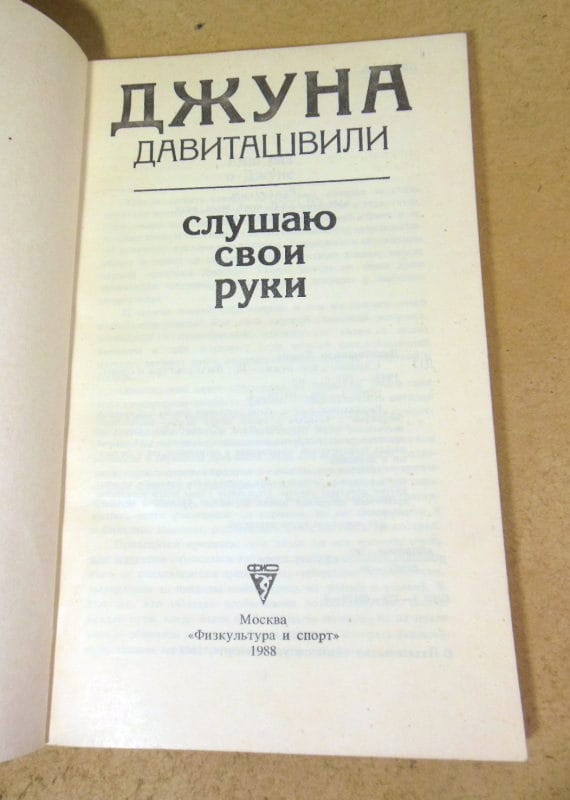 ДЖУНА
ДАВИТАШВИЛИ
слушаю
свои
руки
ФИС
Москва
«Физкультура и спорт»
1988